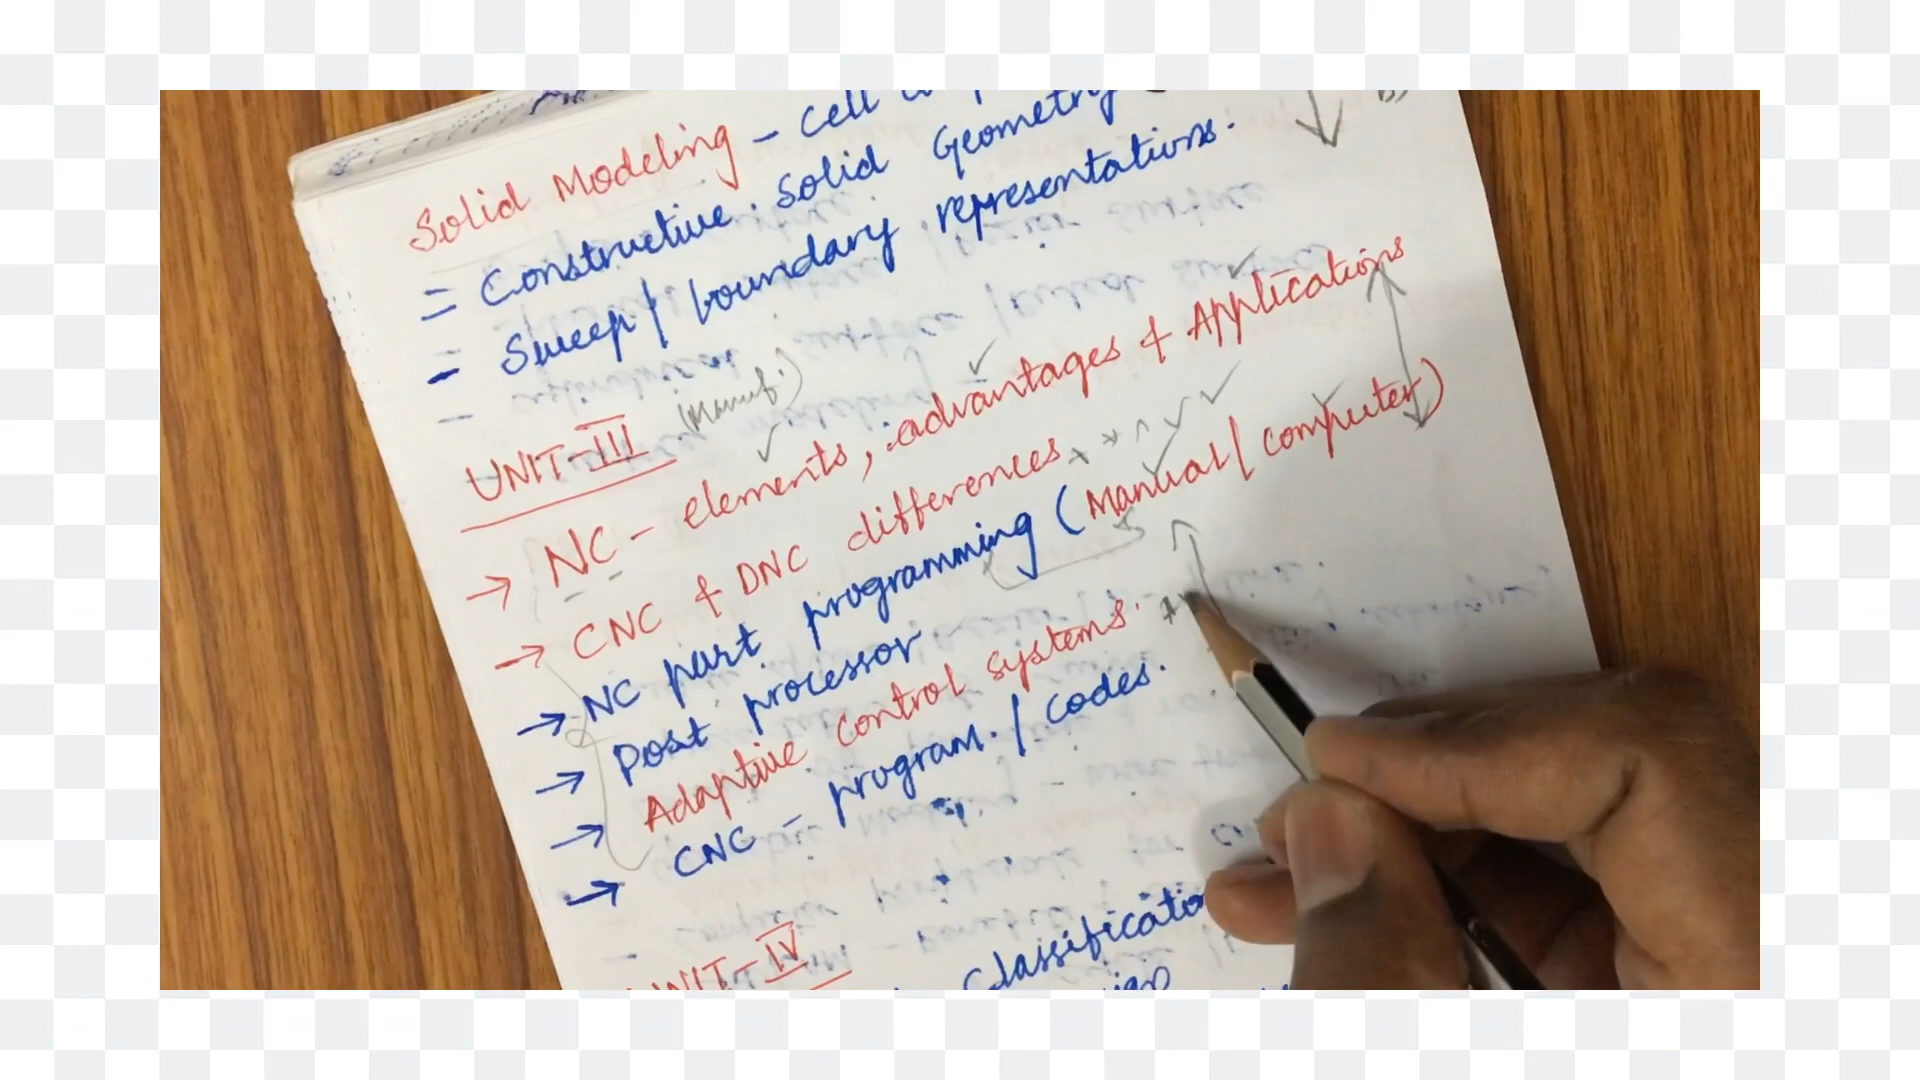 Solid Modeling - Cell
= Constructive. Solid Geometry
- Sweep / boundary representations.
UNIT-III (Manuf.)
→ NC - elements, advantages & Applications
→ CNC & DNC differences
→ NC part programming (Manual / computer)
→ Post processor
→ Adaptive control systems.
→ CNC - program. / codes.
UNIT-IV
Classification